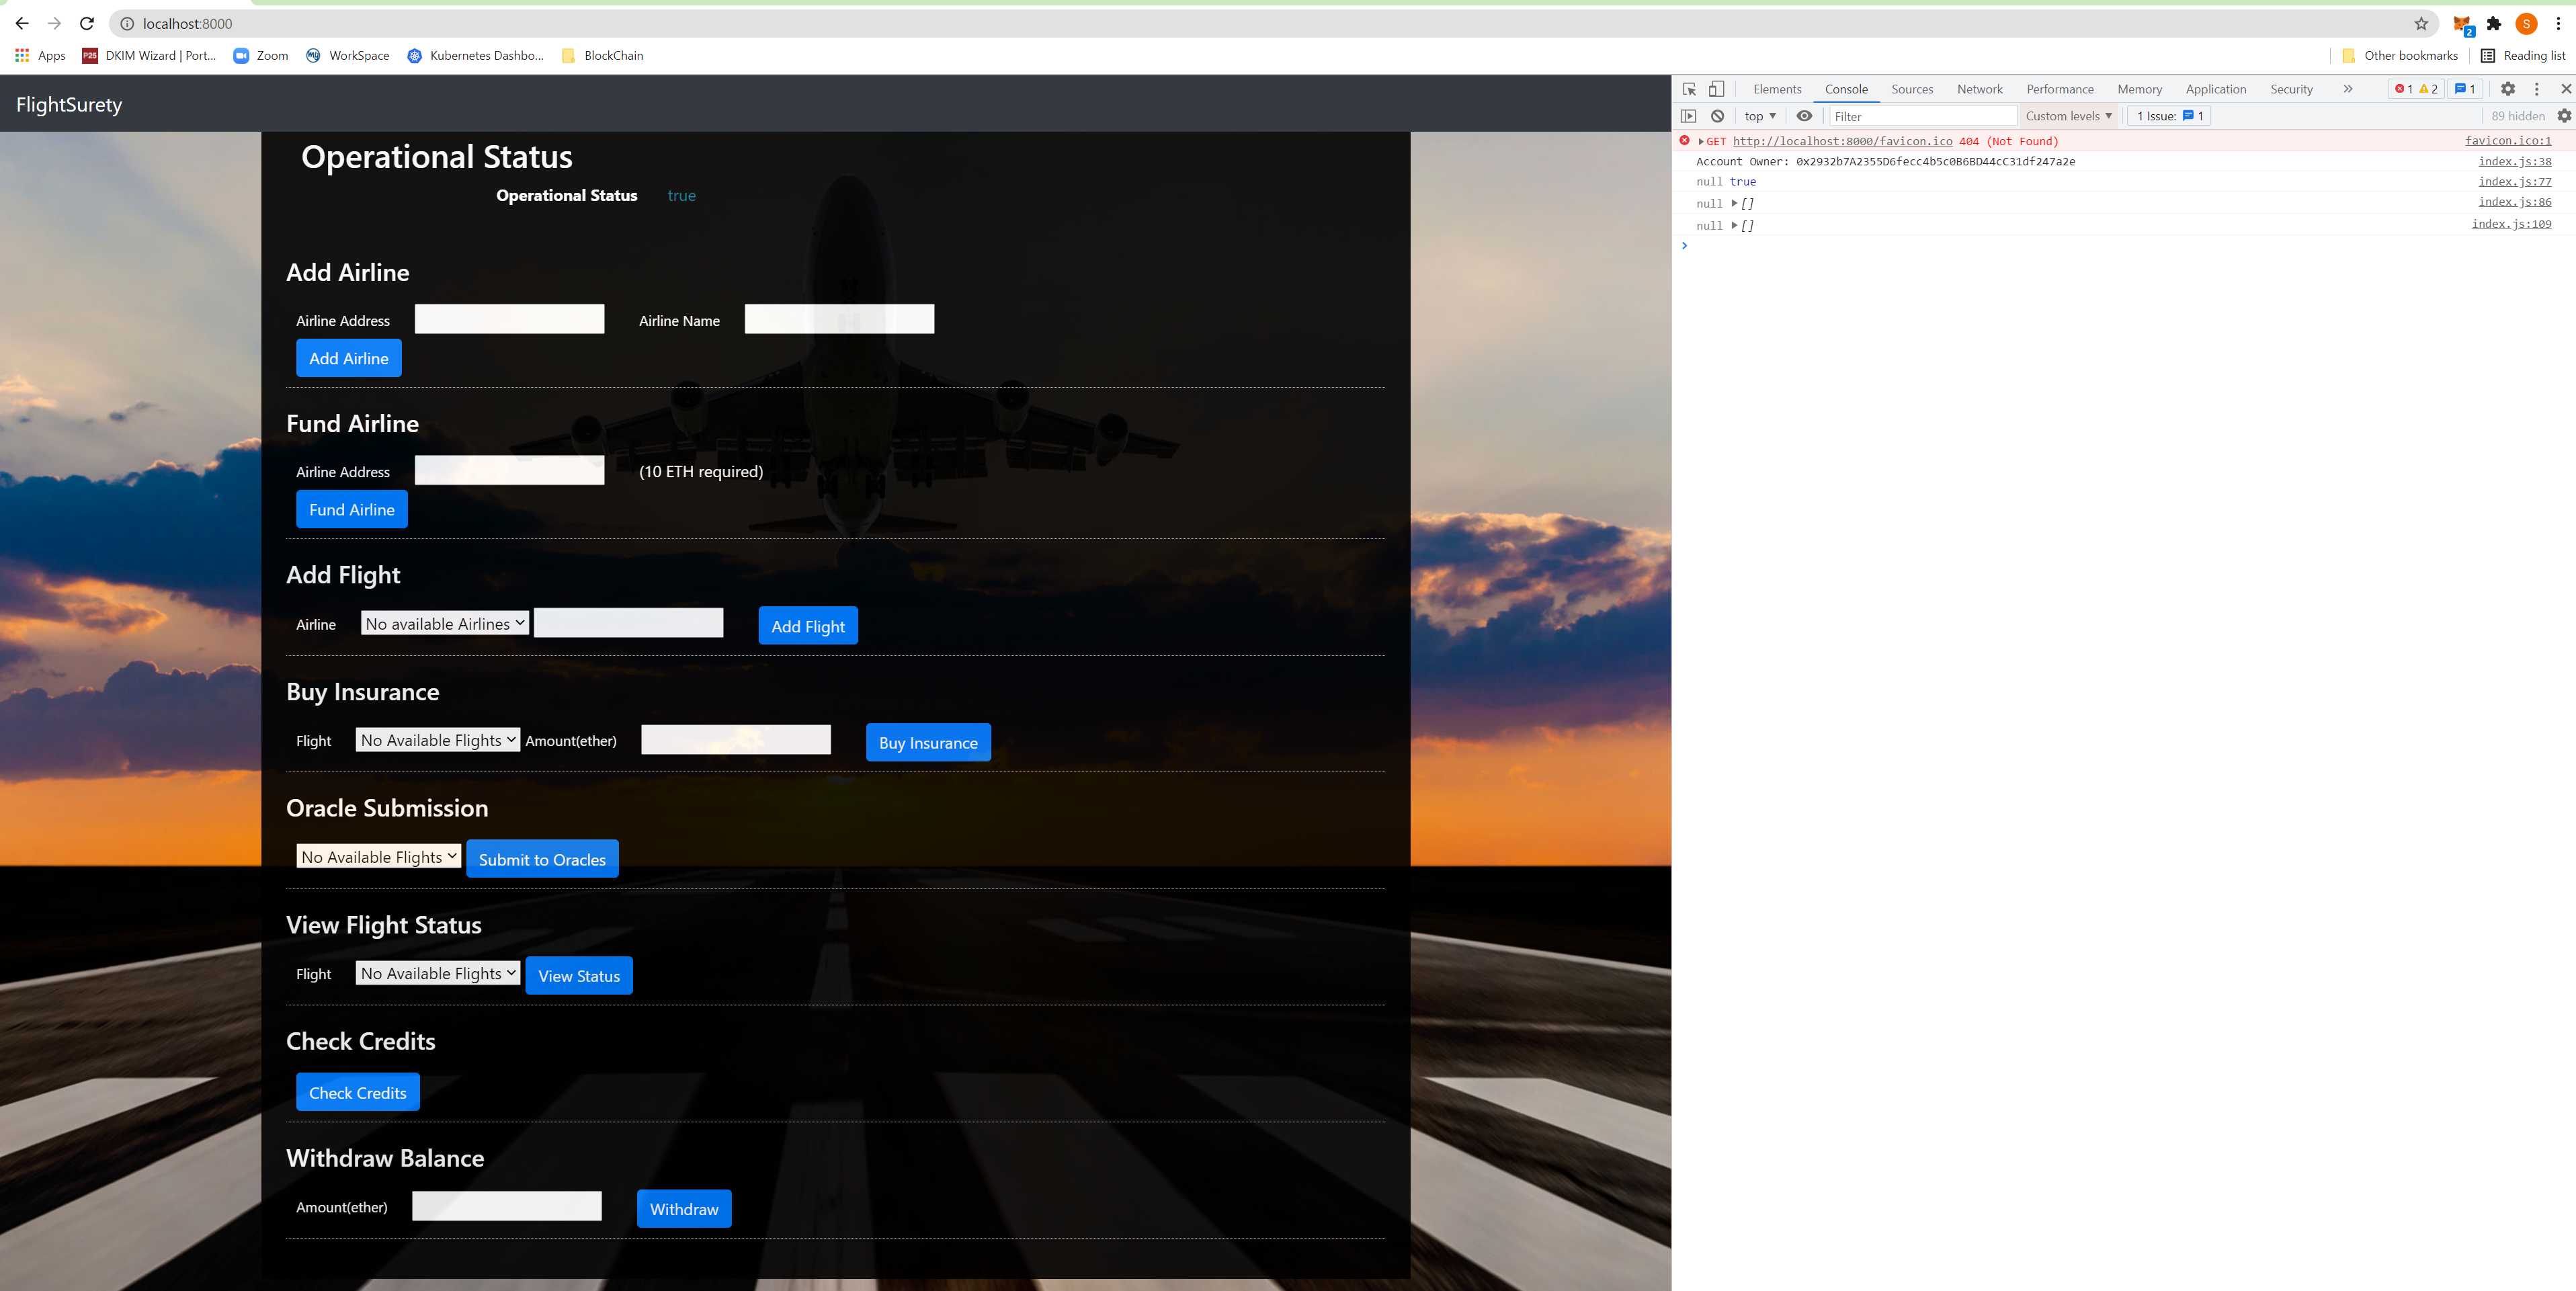 localhost:8000
S
2
Apps
DKIM Wizard | Port...
Zoom
WorkSpace
Kubernetes Dashbo...
BlockChain
Other bookmarks
Reading list
FlightSurety
Operational Status
Operational Status true
Add Airline
Airline Address
Airline Name
Add Airline
Fund Airline
Airline Address
(10 ETH required)
Fund Airline
Add Flight
Airline
No available Airlines
Add Flight
Buy Insurance
Flight
No Available Flights
Amount(ether)
Buy Insurance
Oracle Submission
No Available Flights
Submit to Oracles
View Flight Status
Flight
No Available Flights
View Status
Check Credits
Check Credits
Withdraw Balance
Amount(ether)
Withdraw
Elements
Console
Sources
Network
Performance
Memory
Application
Security
1
2
1
top
Filter
Custom levels
1 Issue: 1
89 hidden
GET http://localhost:8000/favicon.ico 404 (Not Found) favicon.ico:1
Account Owner: 0x2932b7A2355D6fecc4b5c0B6BD44cC31df247a2e index.js:38
null true index.js:77
null [] index.js:86
null [] index.js:109